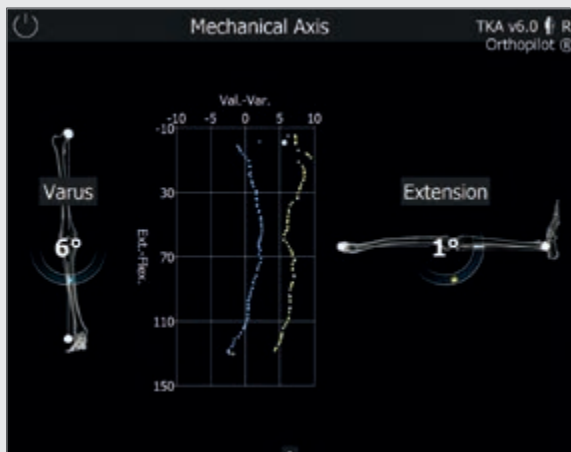 Mechanical Axis
TKA v6.0 R
Orthopilot ®
Val.-Var.
-10 -5 0 5 10
-10
30
70
110
150
Ext.-Flex.
Varus
6°
Extension
1°